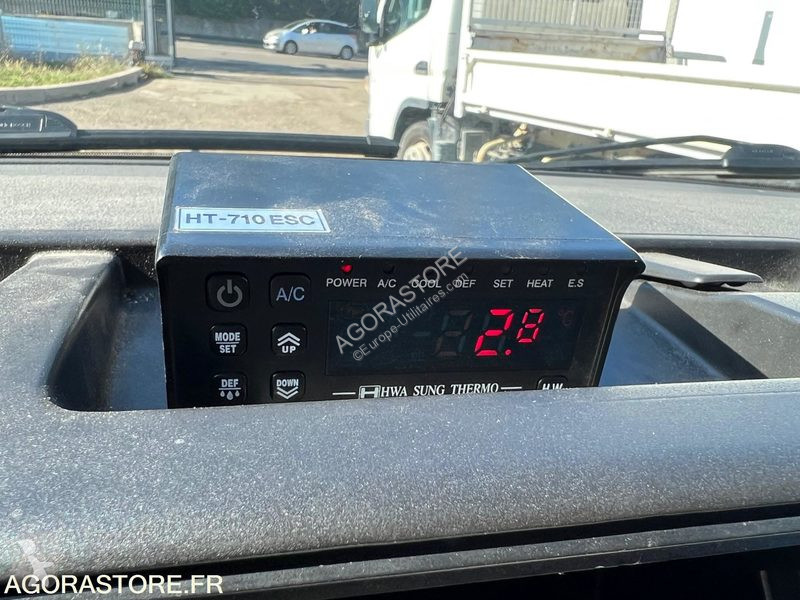 HT-710 ESC
POWER A/C COOL DEF SET HEAT E.S
A/C
MODE
SET
UP
2.8
°C
DEF
DOWN
HWA SUNG THERMO
H.W
AGORASTORE
©Europe-Utilitaires.com
AGORASTORE.FR